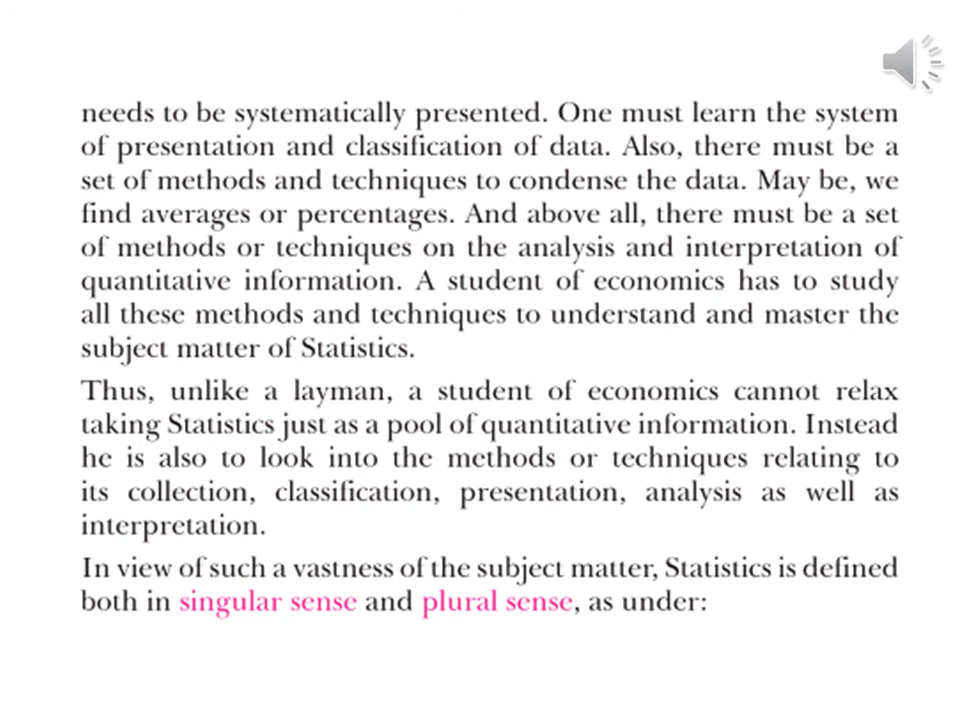 needs to be systematically presented. One must learn the system
of presentation and classification of data. Also, there must be a
set of methods and techniques to condense the data. May be, we
find averages or percentages. And above all, there must be a set
of methods or techniques on the analysis and interpretation of
quantitative information. A student of economics has to study
all these methods and techniques to understand and master the
subject matter of Statistics.
Thus, unlike a layman, a student of economics cannot relax
taking Statistics just as a pool of quantitative information. Instead
he is also to look into the methods or techniques relating to
its collection, classification, presentation, analysis as well as
interpretation.
In view of such a vastness of the subject matter, Statistics is defined
both in singular sense and plural sense, as under: